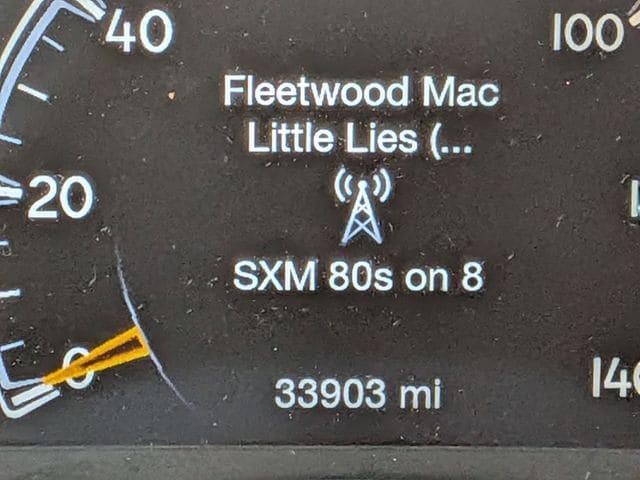 40
100
Fleetwood Mac
Little Lies (...
20
SXM 80s on 8
0
33903 mi